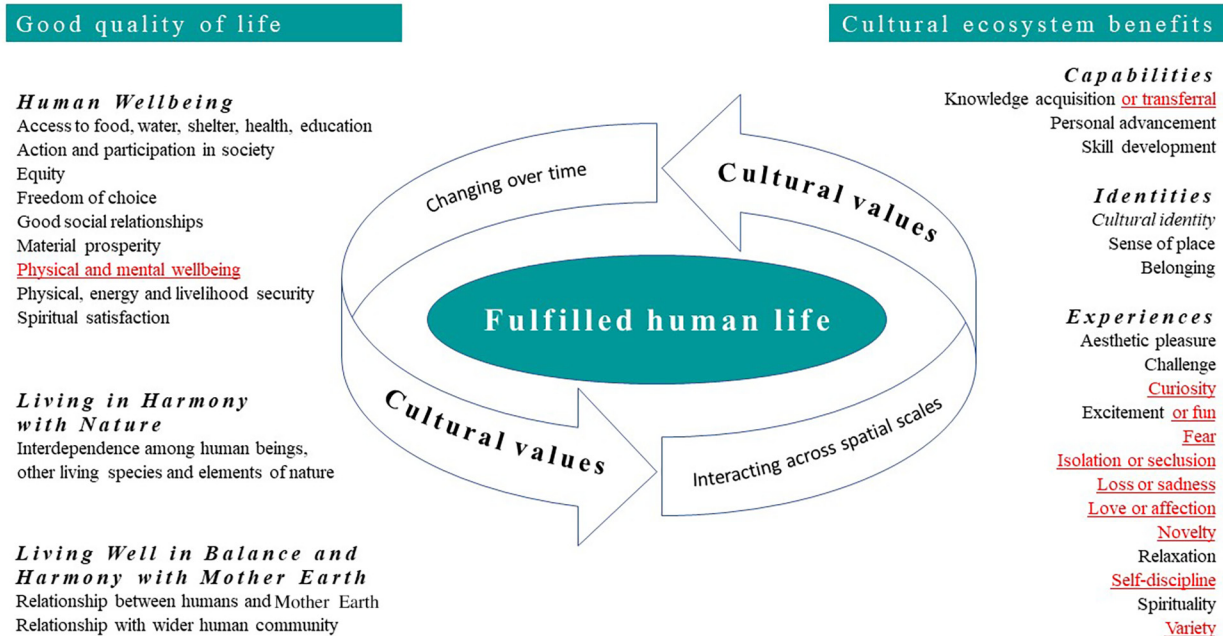 Good quality of life
Human Wellbeing
Access to food, water, shelter, health, education
Action and participation in society
Equity
Freedom of choice
Good social relationships
Material prosperity
Physical and mental wellbeing
Physical, energy and livelihood security
Spiritual satisfaction
Living in Harmony
with Nature
Interdependence among human beings,
other living species and elements of nature
Living Well in Balance and
Harmony with Mother Earth
Relationship between humans and Mother Earth
Relationship with wider human community
Changing over time
Cultural values
Fulfilled human life
Cultural values
Interacting across spatial scales
Cultural ecosystem benefits
Capabilities
Knowledge acquisition or transferral
Personal advancement
Skill development
Identities
Cultural identity
Sense of place
Belonging
Experiences
Aesthetic pleasure
Challenge
Curiosity
Excitement or fun
Fear
Isolation or seclusion
Loss or sadness
Love or affection
Novelty
Relaxation
Self-discipline
Spirituality
Variety